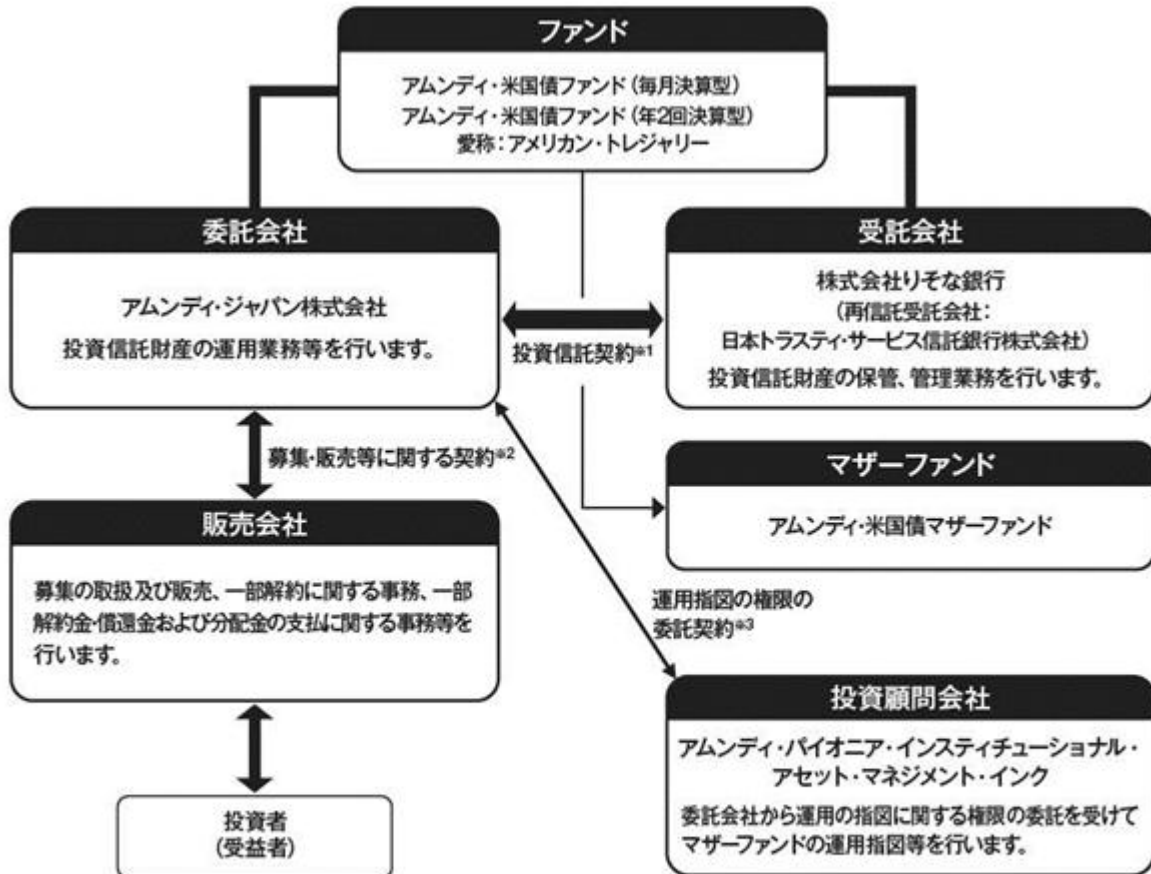 ファンド
アムンディ・米国債ファンド（毎月決算型）
アムンディ・米国債ファンド（年2回決算型）
愛称：アメリカン・トレジャリー
委託会社
アムンディ・ジャパン株式会社
投資信託財産の運用業務等を行います。
投資信託契約※1
受託会社
株式会社りそな銀行
（再信託受託会社：
日本トラスティ・サービス信託銀行株式会社）
投資信託財産の保管、管理業務を行います。
募集・販売等に関する契約※2
マザーファンド
アムンディ・米国債マザーファンド
販売会社
募集の取扱及び販売、一部解約に関する事務、一部
解約金・償還金および分配金の支払に関する事務等を
行います。
運用指図の権限の
委託契約※3
投資顧問会社
アムンディ・パイオニア・インスティチューショナル・
アセット・マネジメント・インク
委託会社から運用の指図に関する権限の委託を受けて
マザーファンドの運用指図等を行います。
投資者
（受益者）